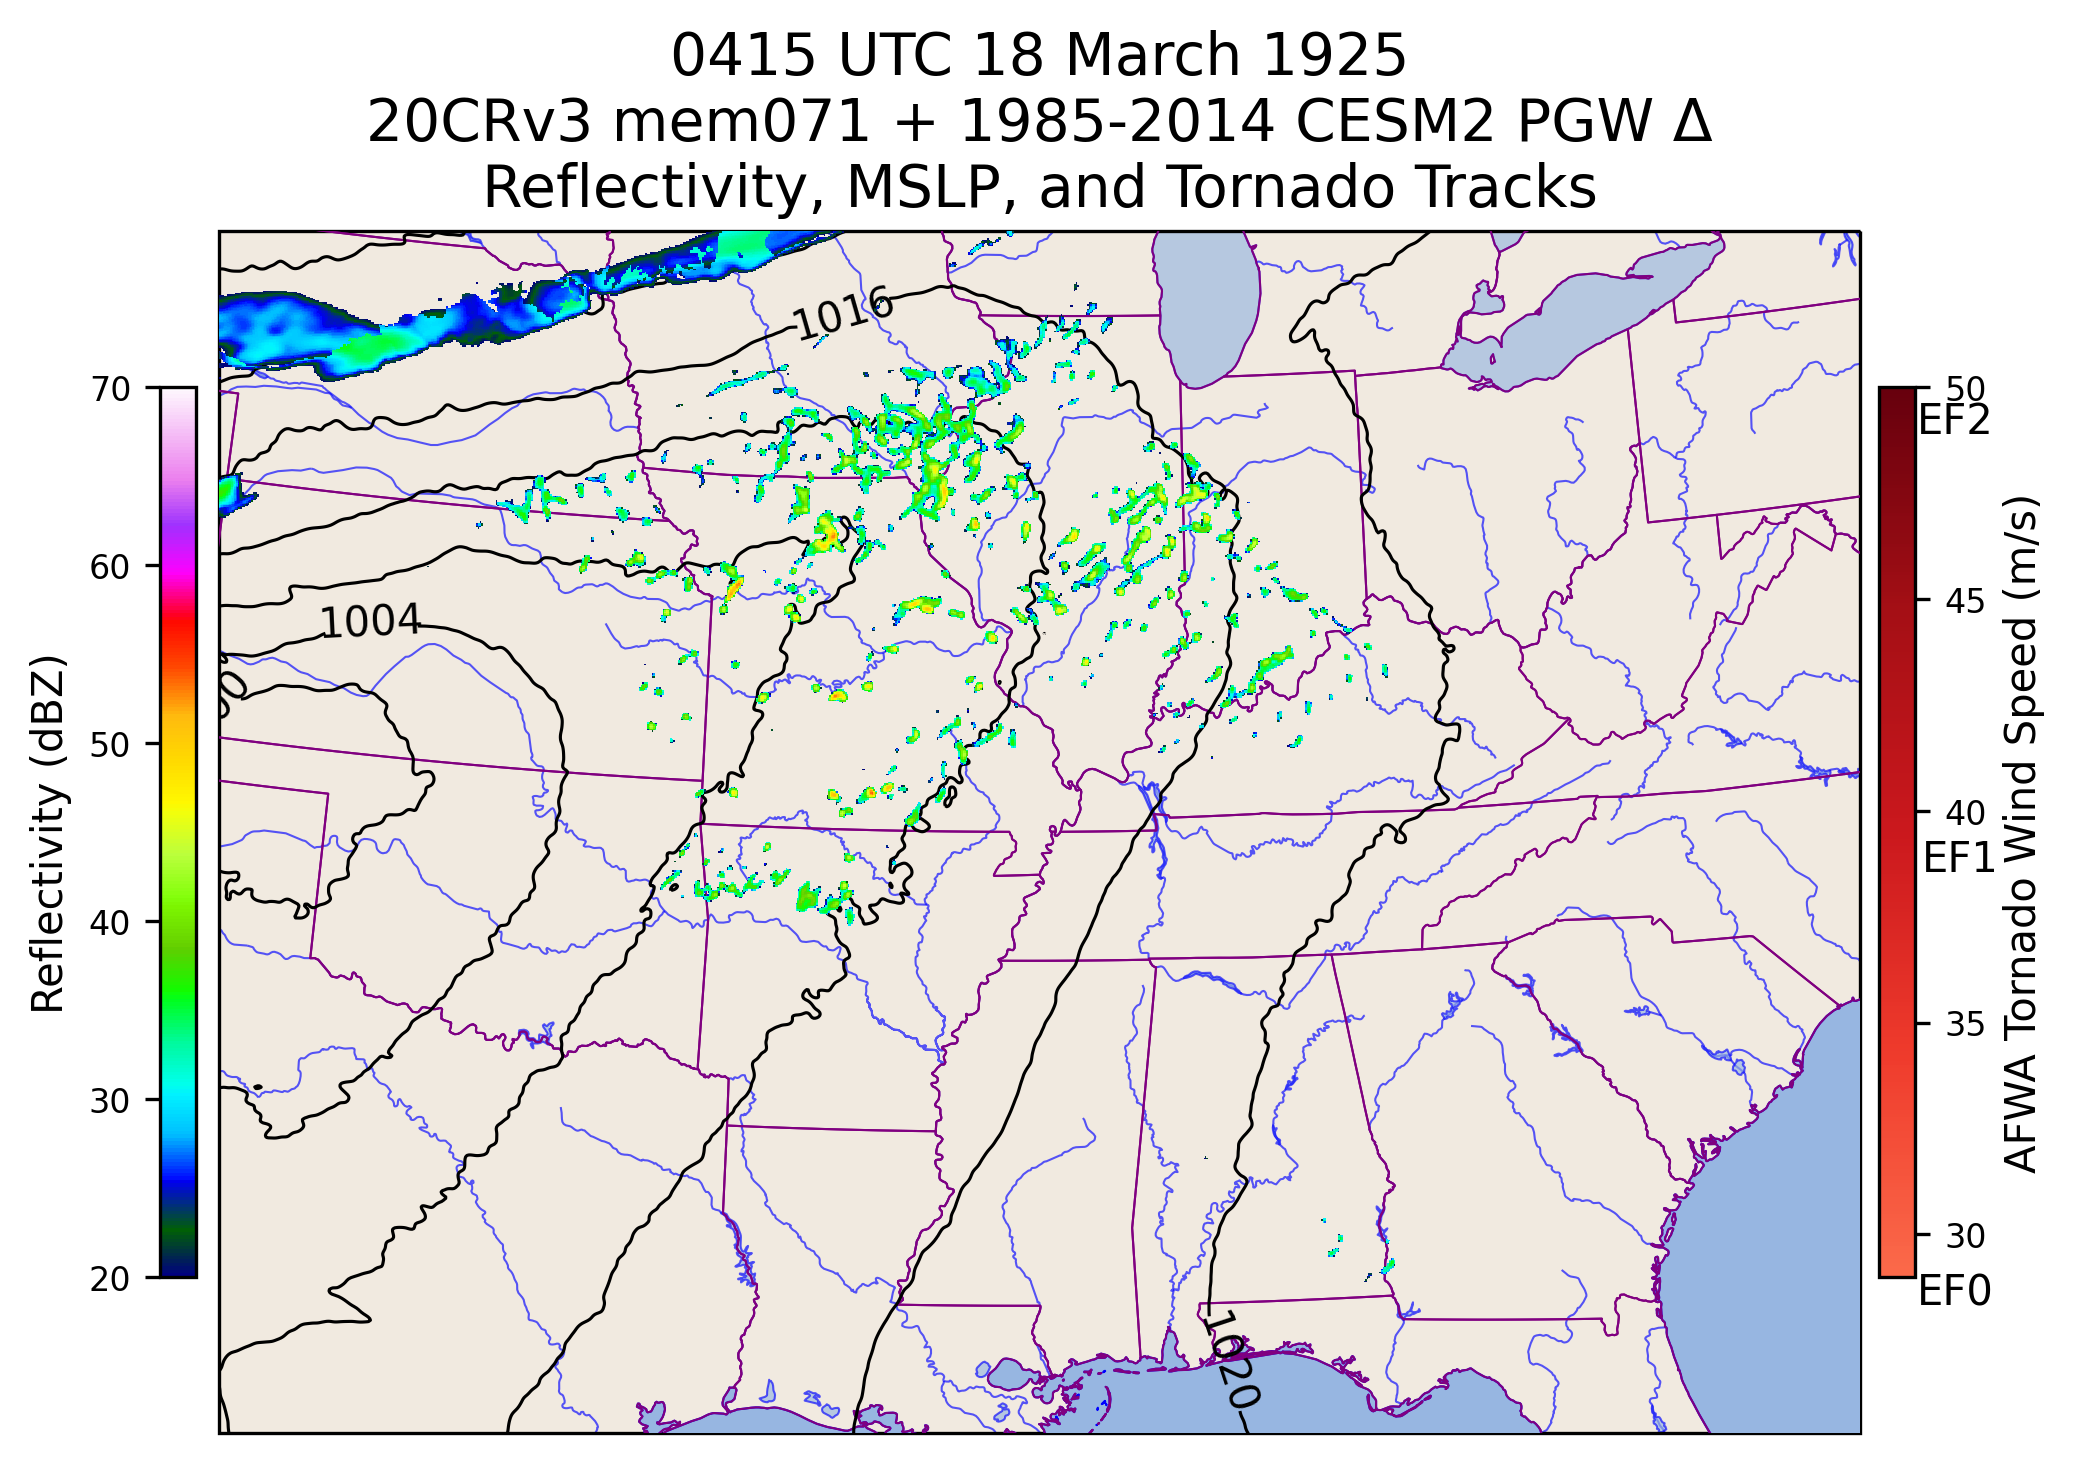 0415 UTC 18 March 1925
20CRv3 mem071 + 1985-2014 CESM2 PGW Δ
Reflectivity, MSLP, and Tornado Tracks
1016
1004
1020
70
60
50
40
30
20
Reflectivity (dBZ)
50
EF2
45
40
EF1
35
30
EF0
AFWA Tornado Wind Speed (m/s)